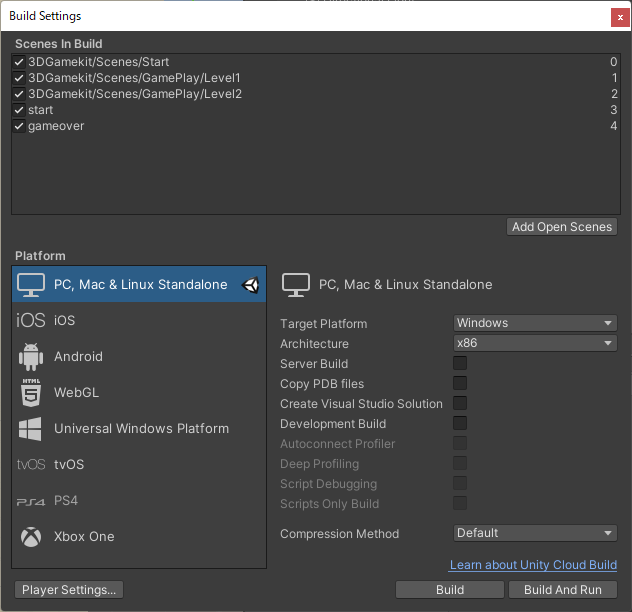 Build Settings
x
Scenes In Build
3DGamekit/Scenes/Start 0
3DGamekit/Scenes/GamePlay/Level1 1
3DGamekit/Scenes/GamePlay/Level2 2
start 3
gameover 4
Add Open Scenes
Platform
PC, Mac & Linux Standalone
iOS iOS
Android
HTML 5 WebGL
Universal Windows Platform
tvOS tvOS
PS4 PS4
Xbox One
PC, Mac & Linux Standalone
Target Platform Windows
Architecture x86
Server Build
Copy PDB files
Create Visual Studio Solution
Development Build
Autoconnect Profiler
Deep Profiling
Script Debugging
Scripts Only Build
Compression Method Default
Learn about Unity Cloud Build
Player Settings... Build Build And Run